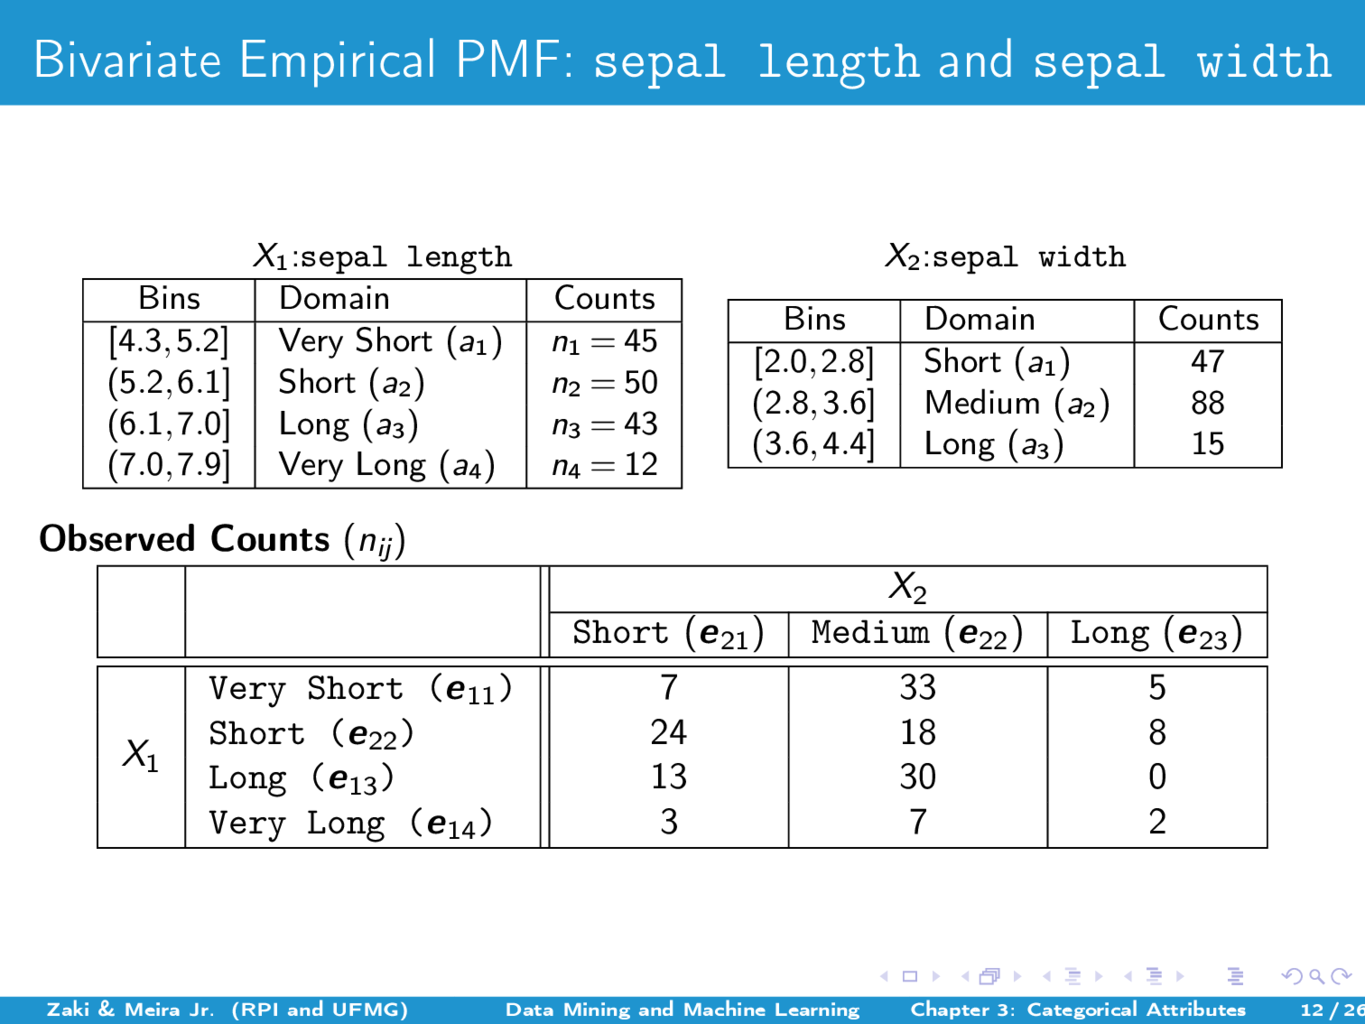 Bivariate Empirical PMF: sepal length and sepal width
X₁:sepal length
Bins Domain Counts
[4.3, 5.2] Very Short (a₁) n₁ = 45
(5.2, 6.1] Short (a₂) n₂ = 50
(6.1, 7.0] Long (a₃) n₃ = 43
(7.0, 7.9] Very Long (a₄) n₄ = 12
X₂:sepal width
Bins Domain Counts
[2.0, 2.8] Short (a₁) 47
(2.8, 3.6] Medium (a₂) 88
(3.6, 4.4] Long (a₃) 15
Observed Counts (nᵢⱼ)
X₂
Short (e₂₁) Medium (e₂₂) Long (e₂₃)
X₁
Very Short (e₁₁) 7 33 5
Short (e₂₂) 24 18 8
Long (e₁₃) 13 30 0
Very Long (e₁₄) 3 7 2
Zaki & Meira Jr. (RPI and UFMG) Data Mining and Machine Learning Chapter 3: Categorical Attributes 12 / 26